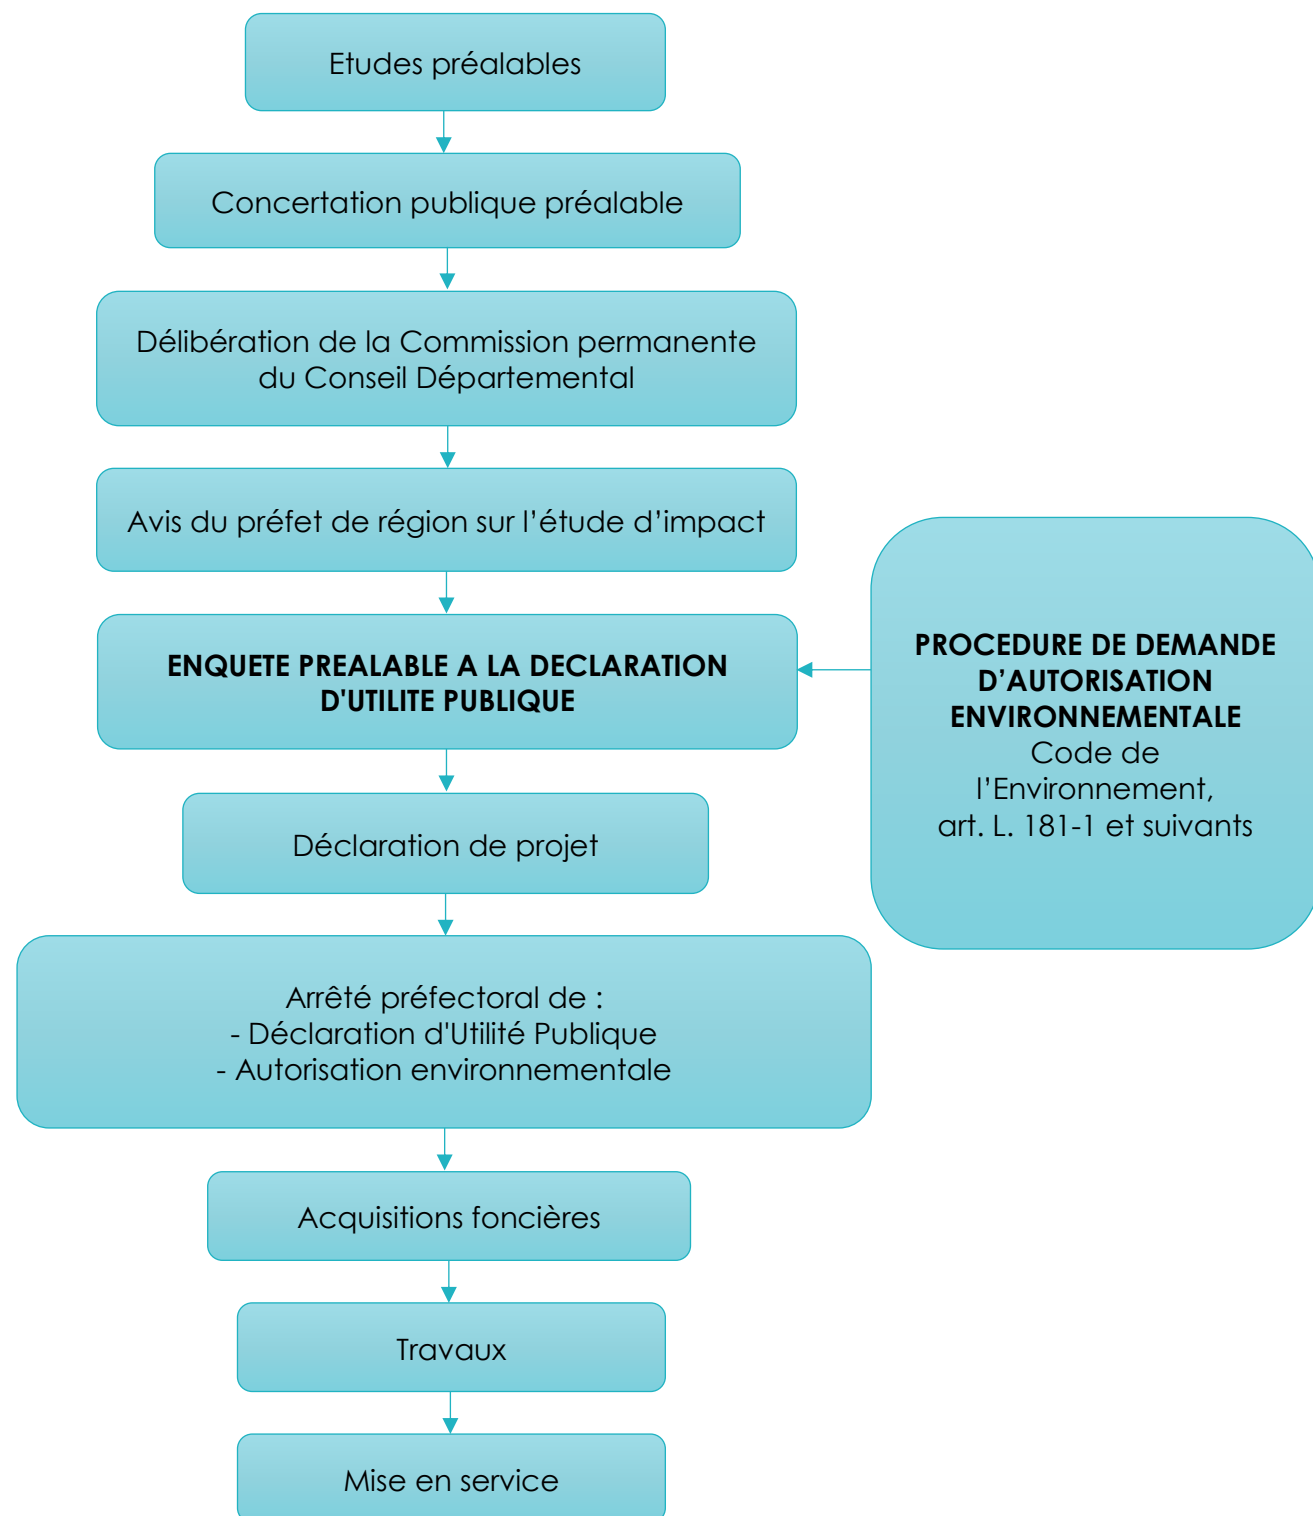 Etudes préalables
Concertation publique préalable
Délibération de la Commission permanente
du Conseil Départemental
Avis du préfet de région sur l’étude d’impact
ENQUETE PREALABLE A LA DECLARATION
D'UTILITE PUBLIQUE
PROCEDURE DE DEMANDE
D’AUTORISATION
ENVIRONNEMENTALE
Code de
l’Environnement,
art. L. 181-1 et suivants
Déclaration de projet
Arrêté préfectoral de :
- Déclaration d'Utilité Publique
- Autorisation environnementale
Acquisitions foncières
Travaux
Mise en service